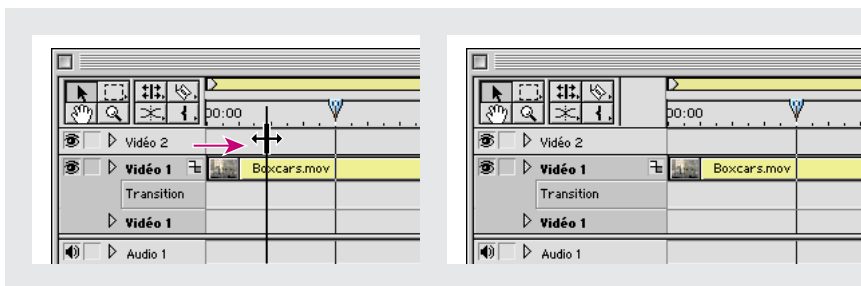 00:00
Vidéo 2
Vidéo 1
Boxcars.mov
Transition
Vidéo 1
Audio 1
00:00
Vidéo 2
Vidéo 1
Boxcars.mov
Transition
Vidéo 1
Audio 1